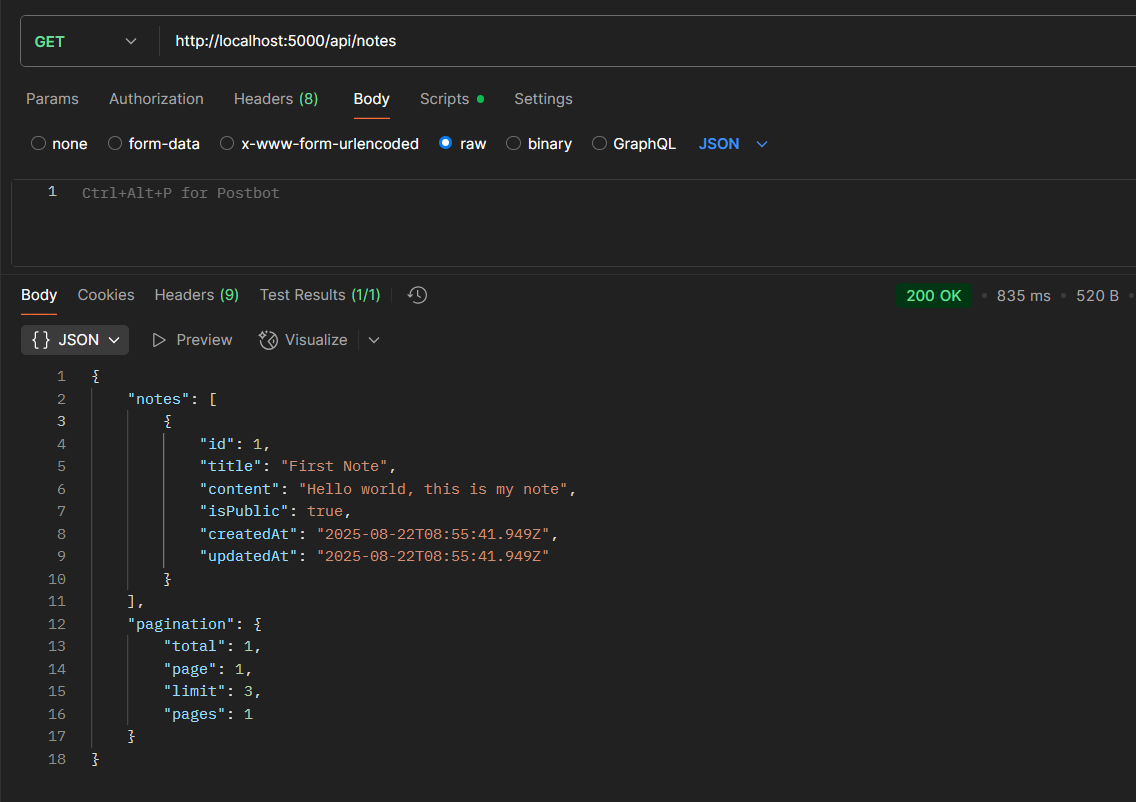 GET http://localhost:5000/api/notes
Params Authorization Headers (8) Body Scripts Settings
none form-data x-www-form-urlencoded raw binary GraphQL JSON
1 Ctrl+Alt+P for Postbot
Body Cookies Headers (9) Test Results (1/1) 200 OK • 835 ms • 520 B •
{} JSON Preview Visualize
1 {
2 "notes": [
3 {
4 "id": 1,
5 "title": "First Note",
6 "content": "Hello world, this is my note",
7 "isPublic": true,
8 "createdAt": "2025-08-22T08:55:41.949Z",
9 "updatedAt": "2025-08-22T08:55:41.949Z"
10 }
11 ],
12 "pagination": {
13 "total": 1,
14 "page": 1,
15 "limit": 3,
16 "pages": 1
17 }
18 }